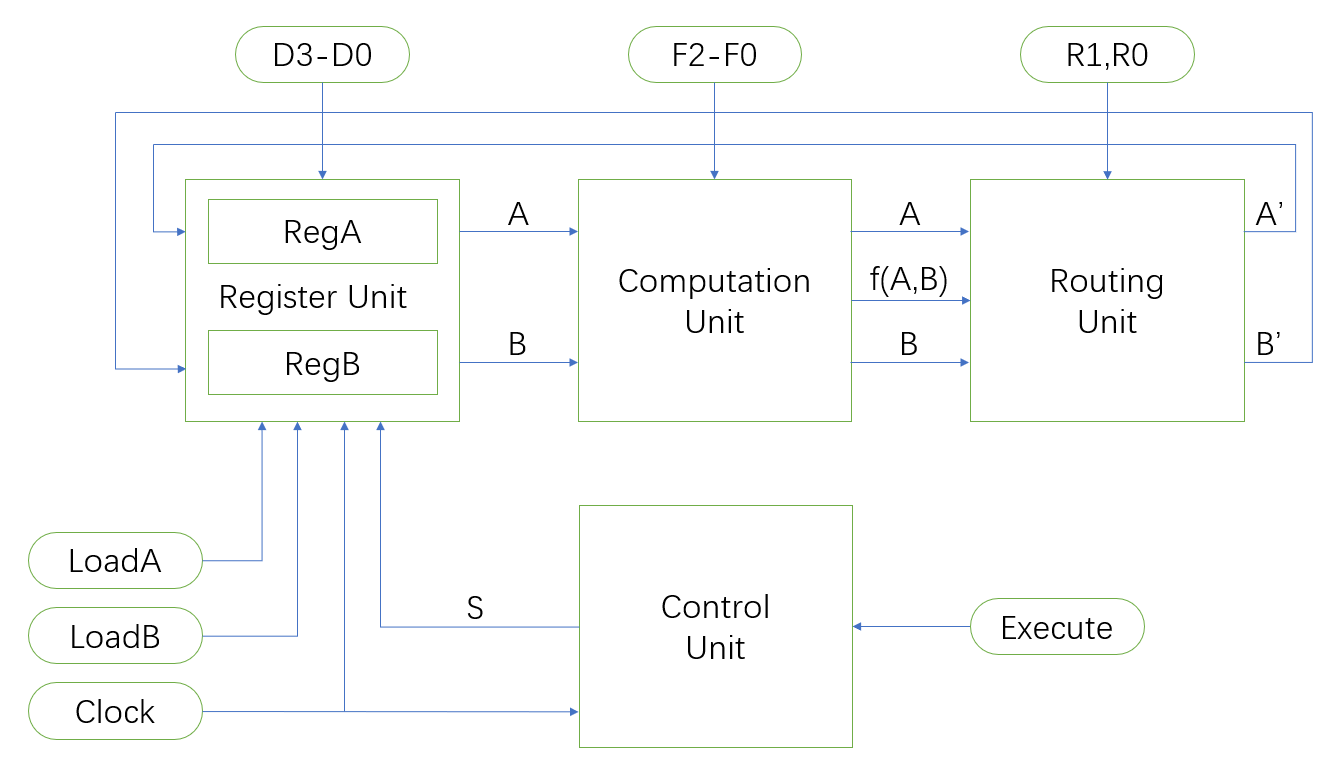 D3-D0
F2-F0
R1,R0
RegA
Register Unit
RegB
A
B
Computation
Unit
A
f(A,B)
B
Routing
Unit
A’
B’
LoadA
LoadB
Clock
S
Control
Unit
Execute